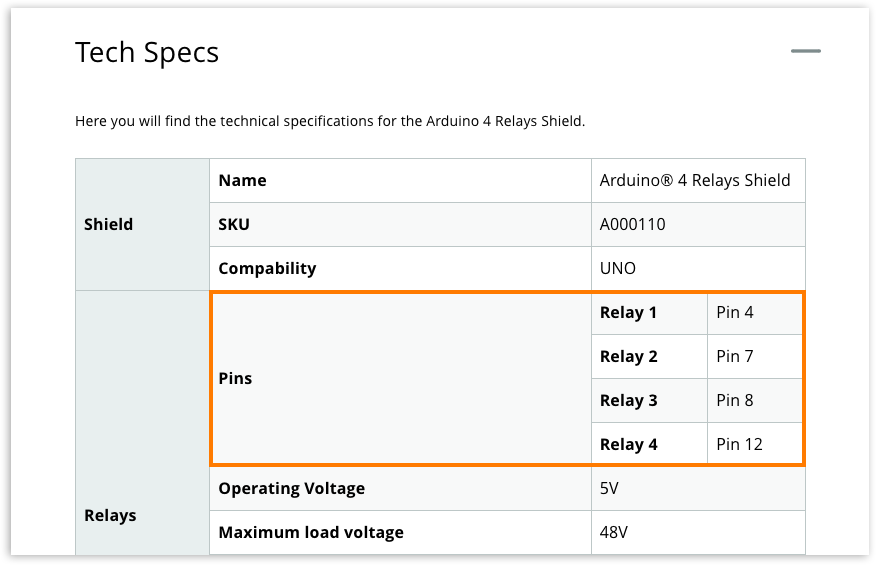 Tech Specs
Here you will find the technical specifications for the Arduino 4 Relays Shield.
Shield
Name
Arduino® 4 Relays Shield
SKU
A000110
Compability
UNO
Relays
Pins
Relay 1
Pin 4
Relay 2
Pin 7
Relay 3
Pin 8
Relay 4
Pin 12
Operating Voltage
5V
Maximum load voltage
48V